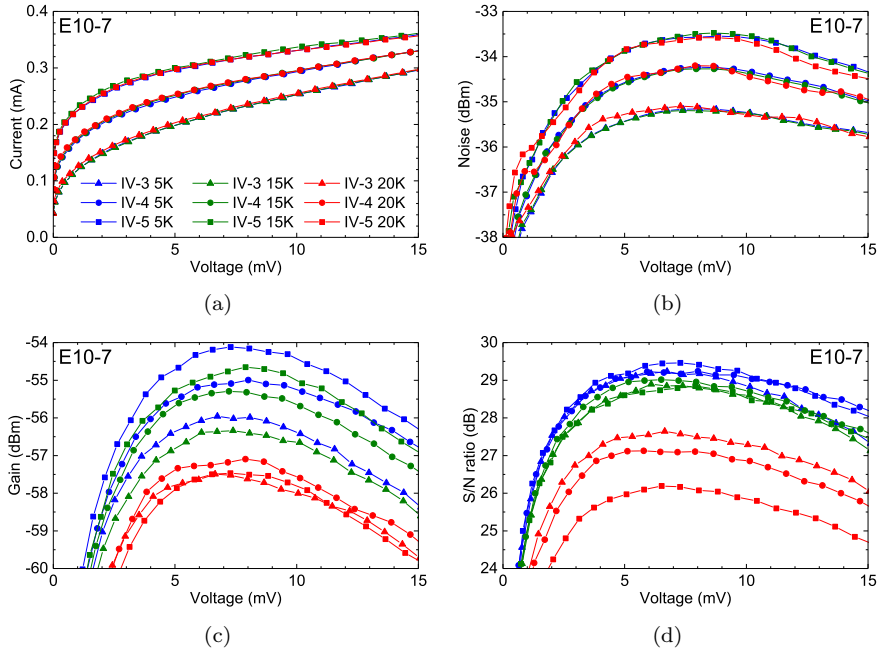 E10-7
0.4
0.3
0.2
0.1
0.0
Current (mA)
IV-3 5K IV-3 15K IV-3 20K
IV-4 5K IV-4 15K IV-4 20K
IV-5 5K IV-5 15K IV-5 20K
0 5 10 15
Voltage (mV)
(a)
E10-7
-33
-34
-35
-36
-37
-38
Noise (dBm)
0 5 10 15
Voltage (mV)
(b)
E10-7
-54
-55
-56
-57
-58
-59
-60
Gain (dBm)
0 5 10 15
Voltage (mV)
(c)
E10-7
30
29
28
27
26
25
24
S/N ratio (dB)
0 5 10 15
Voltage (mV)
(d)